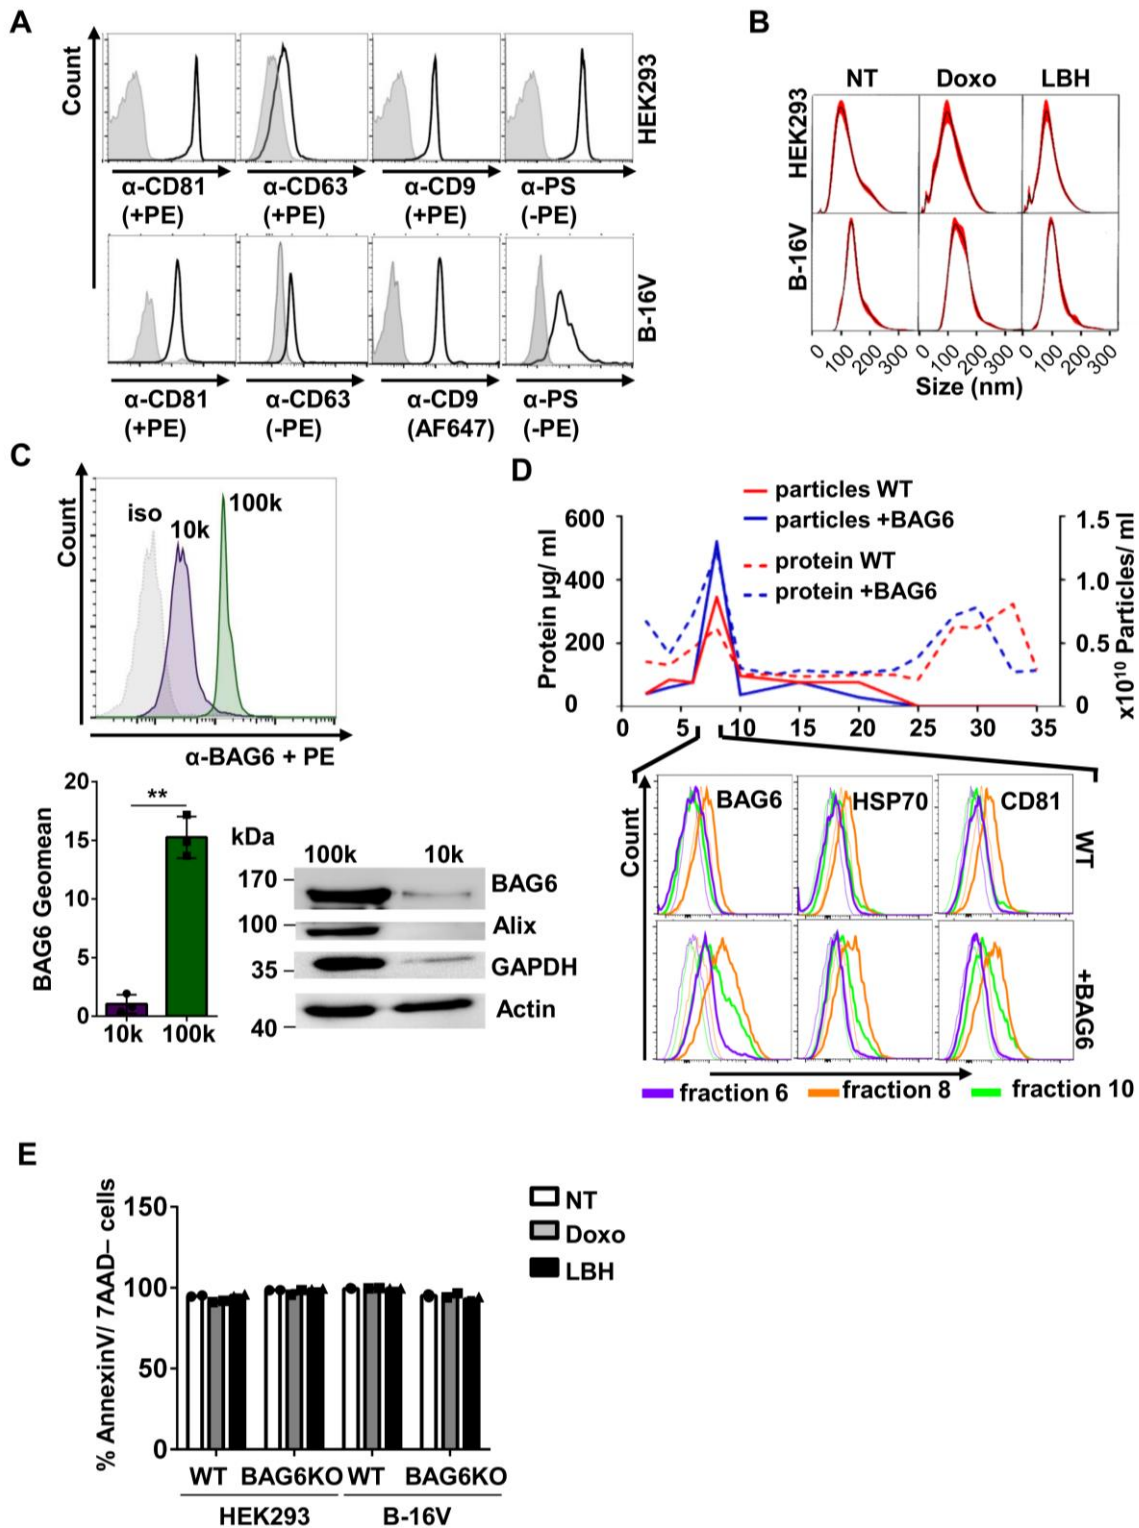 A
Count
HEK293
α-CD81
(+PE)
α-CD63
(+PE)
α-CD9
(+PE)
α-PS
(-PE)
B-16V
α-CD81
(+PE)
α-CD63
(-PE)
α-CD9
(AF647)
α-PS
(-PE)
B
NT Doxo LBH
HEK293
B-16V
0 100 200 300 0 100 200 300 0 100 200 300
Size (nm)
C
Count
iso
10k
100k
α-BAG6 + PE
BAG6 Geomean
20
15
10
5
0
**
10k 100k
kDa
100k 10k
170 BAG6
100 Alix
35 GAPDH
40 Actin
D
particles WT
particles +BAG6
protein WT
protein +BAG6
Protein µg/ ml
600
400
200
0
1.5
1.0
0.5
0
x10¹⁰ Particles/ ml
0 5 10 15 20 25 30 35
Count
BAG6 HSP70 CD81
WT
+BAG6
fraction 6 fraction 8 fraction 10
E
% AnnexinV/ 7AAD– cells
150
100
50
0
NT
Doxo
LBH
WT BAG6KO WT BAG6KO
HEK293 B-16V